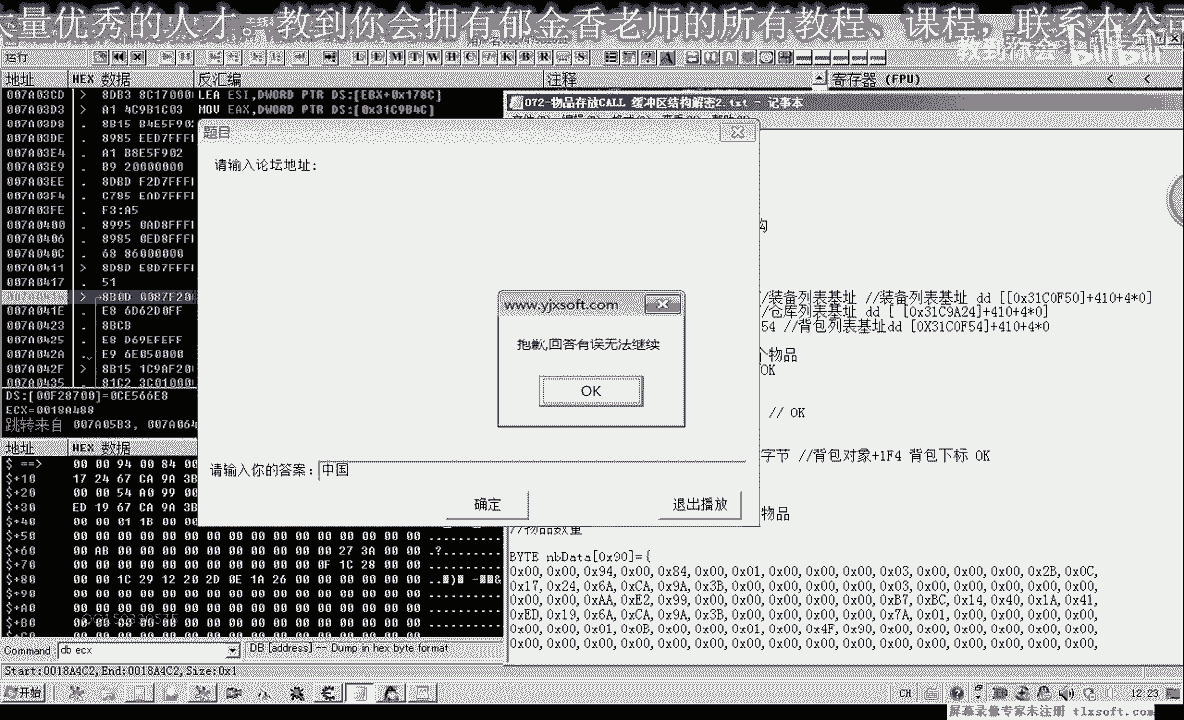 大量优秀的人才。教到你会拥有郁金香老师的所有教程、课程，联系本公司
教到你会 bilibili
运行
L E M T W H C / K B R ... S
地址 HEX 数据 反汇编 注释 寄存器 (FPU)
007A03CD > 8DB3 8C170000 LEA ESI,DWORD PTR DS:[EBX+0x178C]
A1 4C9B1C03 MOV EAX,DWORD PTR DS:[0x31C9B4C]
007A03D8 . 8B15 B4E5F902
007A03DE . 8985 EED7FFFF
007A03E4 . A1 B8E5F902
007A03E9 . B9 20000000
007A03EE . 8DBD F2D7FFFF
007A03F4 . C785 EAD7FFFF
007A03FE . F3:A5
007A0400 . 8995 0AD8FFFF
007A0406 . 8985 0ED8FFFF
007A040C . 68 86000000
007A0411 > 8D8D E8D7FFFF
007A0417 . 51
8B0D 0087F200
007A041E . E8 6D62D0FF
007A0423 . 8BCB
007A0425 . E8 D69EFEFF
007A042A . E9 6E050000
007A042F > 8B15 1C9AF200
007A0435 . 81C2 3C010000
DS:[00F28700]=0CE566E8
ECX=0018A488
跳转来自 007A05B3, 007A064
072-物品存放CALL 缓冲区结构解密2.txt - 记事本
题目
请输入论坛地址:
www.yjxsoft.com
抱歉,回答有误无法继续
OK
请输入你的答案: 中国
确定 退出播放
构
//装备列表基址 //装备列表基址 dd [[0x31C0F50]+410+4*0]
//仓库列表基址 dd [ [0x31C9A24]+410+4*0]
54 //背包列表基址dd [0X31C0F54]+410+4*0
个物品
OK
// OK
字节 //背包对象+1F4 背包下标 OK
物品
//物品数量
BYTE nbData[0x90]={
0x00,0x00,0x94,0x00,0x84,0x00,0x01,0x00,0x00,0x00,0x03,0x00,0x00,0x00,0x2B,0x0C,
0x17,0x24,0x6A,0xCA,0x9A,0x3B,0x00,0x00,0x00,0x00,0x03,0x00,0x00,0x00,0x00,0x00,
0x00,0x00,0xAA,0xE2,0x99,0x00,0x00,0x00,0x00,0x00,0xB7,0xBC,0x14,0x40,0x1A,0x41,
0xED,0x19,0x6A,0xCA,0x9A,0x3B,0x00,0x00,0x00,0x00,0x7A,0x01,0x00,0x00,0x00,0x00,
0x00,0x00,0x01,0x0B,0x00,0x00,0x01,0x00,0x4F,0x90,0x00,0x00,0x00,0x00,0x00,0x00,
0x00,0x00,0x00,0x00,0x00,0x00,0x00,0x00,0x00,0x00,0x00,0x00,0x00,0x00,0x00,0x00,
地址 HEX 数据
$ ==> 00 00 94 00 84 00
$+10 17 24 67 CA 9A 3B
$+20 00 00 54 A0 99 00
$+30 ED 19 67 CA 9A 3B
$+40 00 00 01 1B 00 00
$+50 00 00 00 00 00 00 00 00 00 00 00 00 00 00 00 00
$+60 00 AB 00 00 00 00 00 00 00 00 00 00 27 3A 00 00
$+70 00 00 00 00 00 00 00 00 00 00 00 0F 1C 28 00 00
$+80 00 00 1C 29 12 20 2D 0E 1A 26 00 00 00 00 00 00
$+90 00 00 00 00 00 00 00 00 00 00 00 00 00 00 00 00
$+A0 00 00 00 00 00 00 00 00 00 00 00 00 00 00 00 00
Command: db ecx DB [address] -- Dump in hex byte format
Start:0018A4C2,End:0018A4C2,Size:0x1
开始
CH
12:23
屏幕录像专家未注册 tlxsoft.com